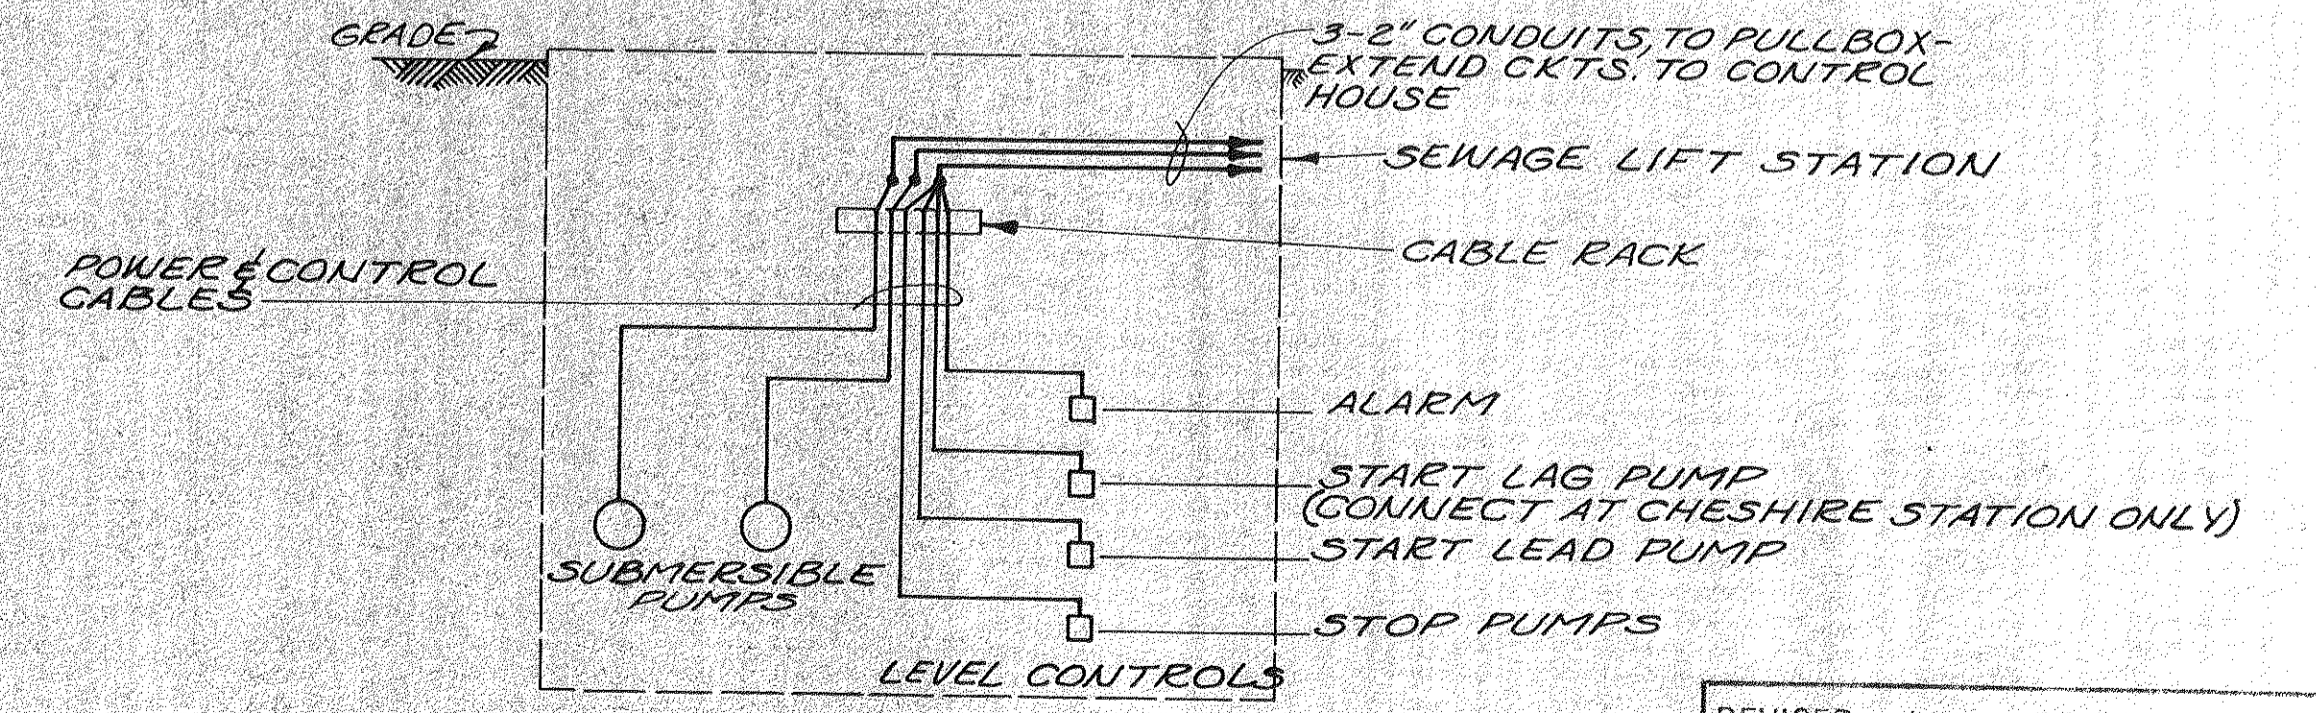 GRADE
3-2" CONDUITS, TO PULLBOX-
EXTEND CKTS. TO CONTROL
HOUSE
SEWAGE LIFT STATION
CABLE RACK
POWER & CONTROL
CABLES
ALARM
START LAG PUMP
(CONNECT AT CHESHIRE STATION ONLY)
START LEAD PUMP
SUBMERSIBLE
PUMPS
STOP PUMPS
LEVEL CONTROLS